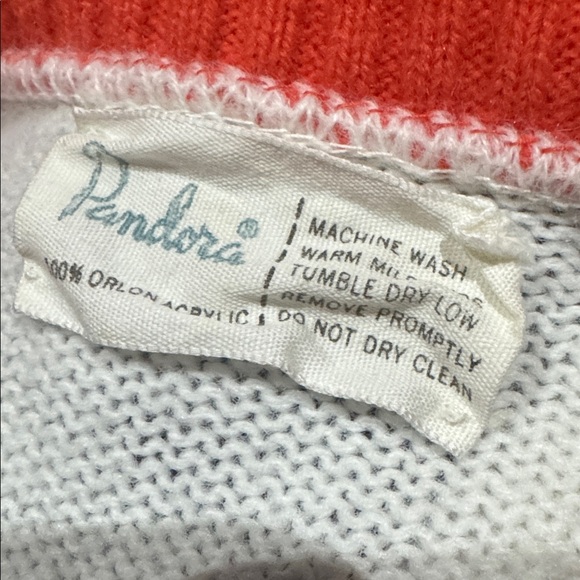 Pandora®
100% ORLON ACRYLIC
MACHINE WASH
WARM
TUMBLE DRY LOW
REMOVE PROMPTLY
DO NOT DRY CLEAN